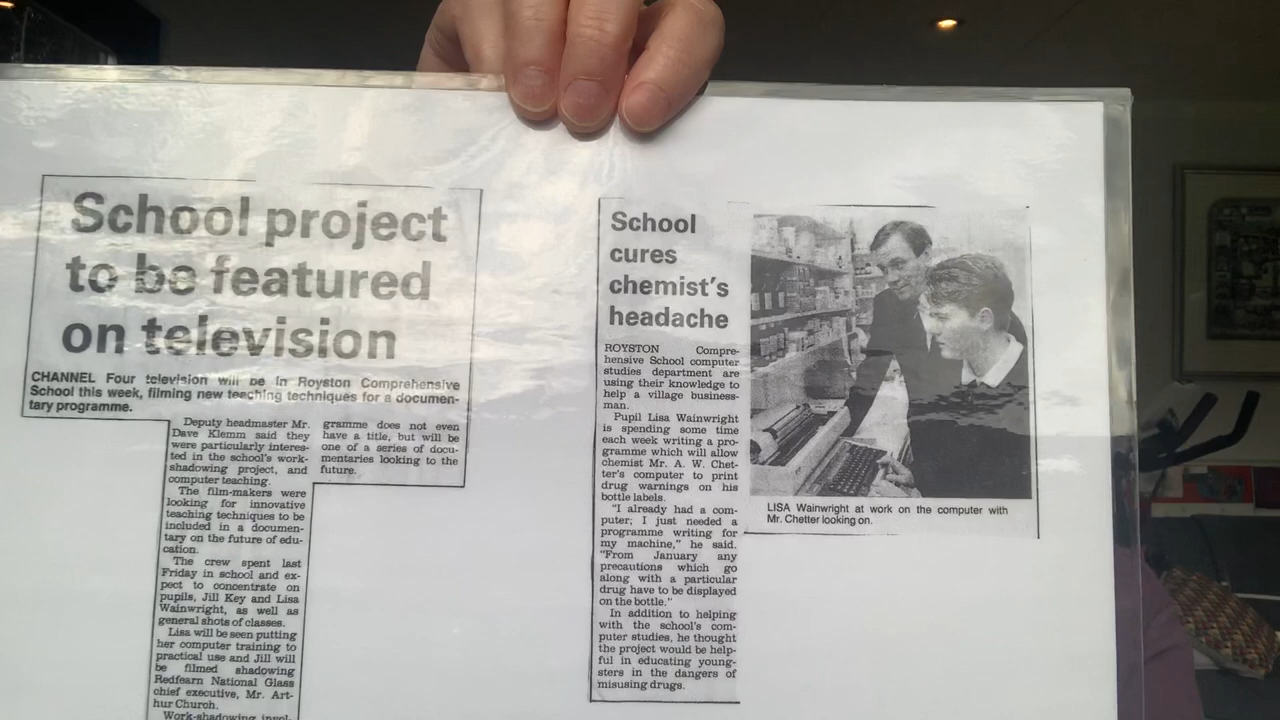 School project
to be featured
on television
CHANNEL Four television will be in Royston Comprehensive
School this week, filming new teaching techniques for a documen-
tary programme.
Deputy headmaster Mr.
Dave Klemm said they
were particularly interes-
ted in the school's work-
shadowing project, and
computer teaching.
The film-makers were
looking for innovative
teaching techniques to be
included in a documen-
tary on the future of edu-
cation.
The crew spent last
Friday in school and ex-
pect to concentrate on
pupils, Jill Key and Lisa
Wainwright, as well as
general shots of classes.
Lisa will be seen putting
her computer training to
practical use and Jill will
be filmed shadowing
Redfearn National Glass
chief executive, Mr. Art-
hur Church.
Work-shadowing invol-
gramme does not even
have a title, but will be
one of a series of docu-
mentaries looking to the
future.
School
cures
chemist's
headache
ROYSTON Compre-
hensive School computer
studies department are
using their knowledge to
help a village business-
man.
Pupil Lisa Wainwright
is spending some time
each week writing a pro-
gramme which will allow
chemist Mr. A. W. Chet-
ter's computer to print
drug warnings on his
bottle labels.
"I already had a com-
puter; I just needed a
programme writing for
my machine," he said.
"From January any
precautions which go
along with a particular
drug have to be displayed
on the bottle."
In addition to helping
with the school's com-
puter studies, he thought
the project would be help-
ful in educating young-
sters in the dangers of
misusing drugs.
LISA Wainwright at work on the computer with
Mr. Chetter looking on.